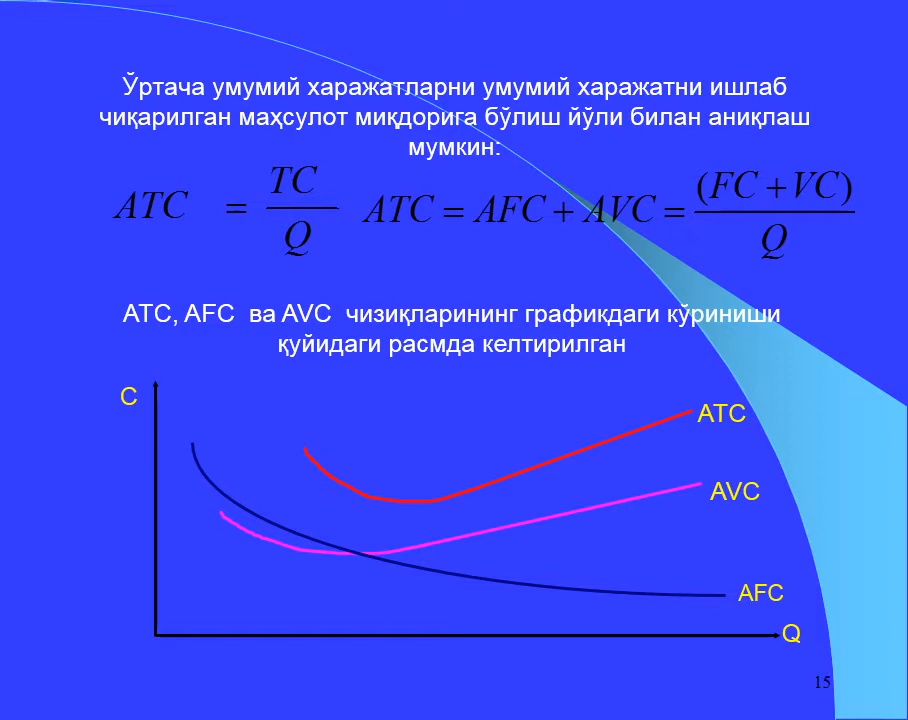 Ўртача умумий харажатларни умумий харажатни ишлаб
чиқарилган маҳсулот миқдорига бўлиш йўли билан аниқлаш
мумкин:
ATC = TC / Q   ATC = AFC + AVC = (FC + VC) / Q
ATC, AFC ва AVC чизиқларининг графикдаги кўриниши
қуйидаги расмда келтирилган
C
ATC
AVC
AFC
Q
15